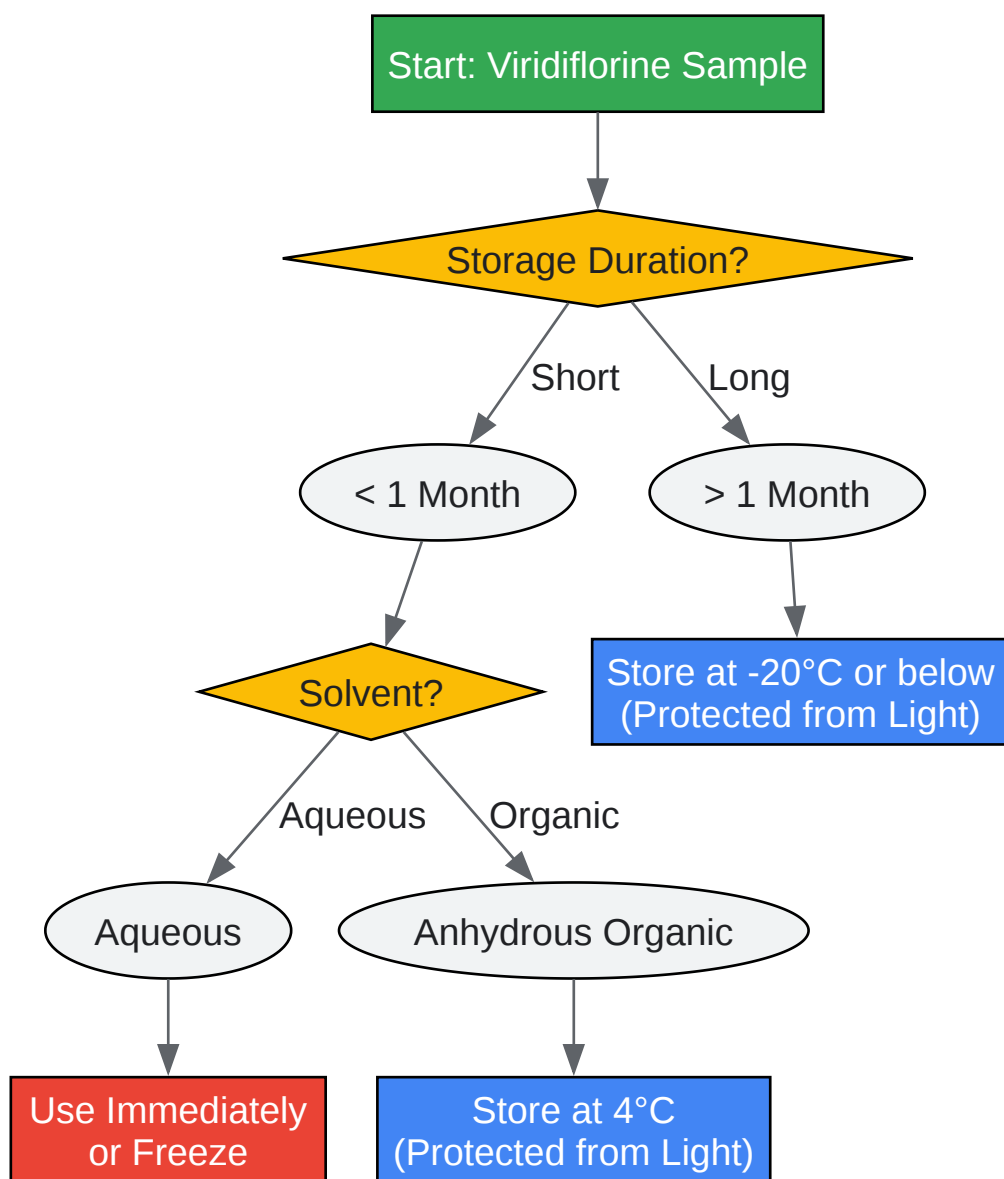 Start: Viridiflorine Sample
Storage Duration?
Short
Long
< 1 Month
> 1 Month
Solvent?
Store at -20°C or below
(Protected from Light)
Aqueous
Organic
Aqueous
Anhydrous Organic
Use Immediately
or Freeze
Store at 4°C
(Protected from Light)